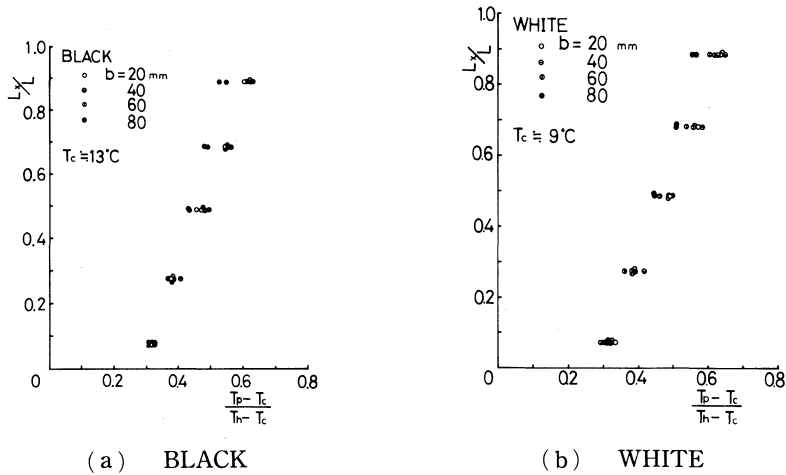 1.0
0.8
0.6
0.4
0.2
0
0.2
0.4
0.6
0.8
Lx/L
BLACK
b = 20 mm
40
60
80
Tc≒13°C
Tp − Tc
Th − Tc
(a) BLACK
1.0
0.8
0.6
0.4
0.2
0
0.2
0.4
0.6
0.8
Lx/L
WHITE
b = 20 mm
40
60
80
Tc≒ 9°C
Tp − Tc
Th − Tc
(b) WHITE